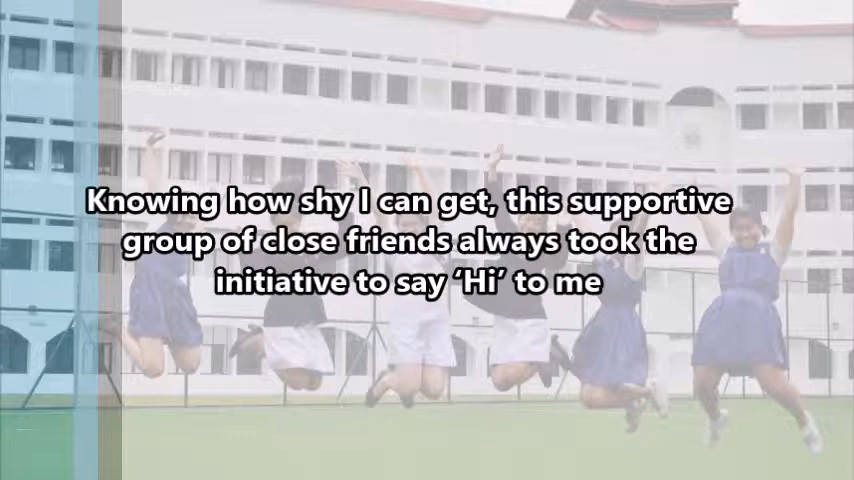 Knowing how shy I can get, this supportive
group of close friends always took the
initiative to say ‘Hi’ to me